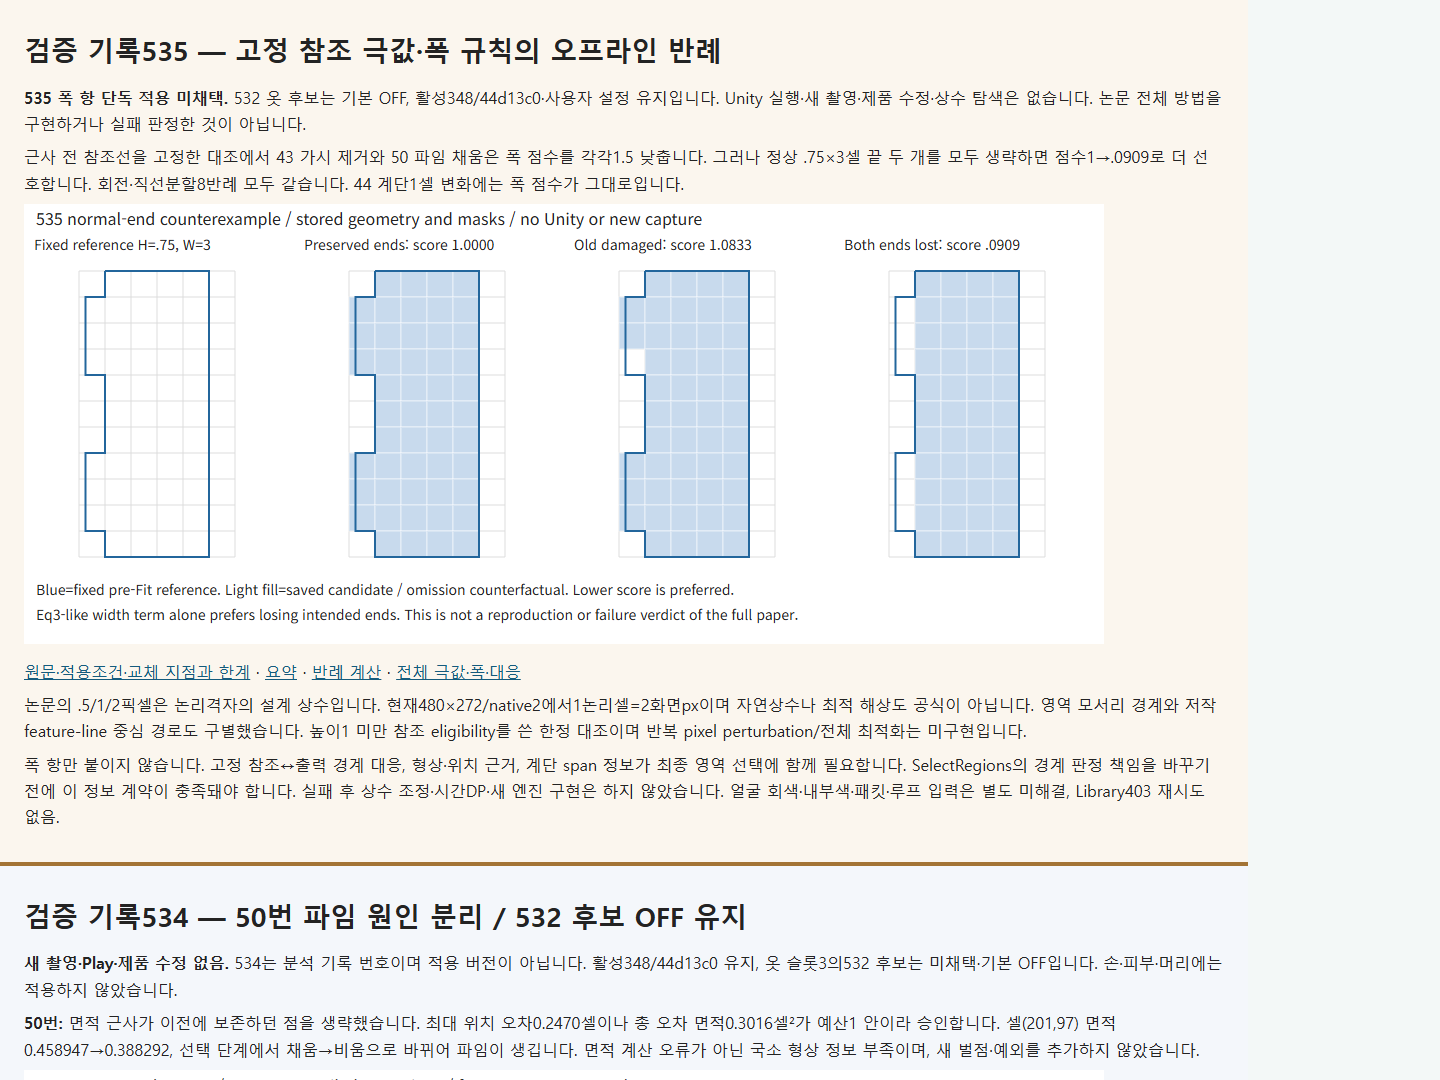 검증 기록535 — 고정 참조 극값·폭 규칙의 오프라인 반례
535 폭 항 단독 적용 미채택. 532 옷 후보는 기본 OFF, 활성348/44d13c0·사용자 설정 유지입니다. Unity 실행·새 촬영·제품 수정·상수 탐색은 없습니다. 논문 전체 방법을
구현하거나 실패 판정한 것이 아닙니다.
근사 전 참조선을 고정한 대조에서 43 가시 제거와 50 파임 채움은 폭 점수를 각각1.5 낮춥니다. 그러나 정상 .75×3셀 끝 두 개를 모두 생략하면 점수1→.0909로 더 선
호합니다. 회전·직선분할8반례 모두 같습니다. 44 계단1셀 변화에는 폭 점수가 그대로입니다.
535 normal-end counterexample / stored geometry and masks / no Unity or new capture
Fixed reference H=.75, W=3
Preserved ends: score 1.0000
Old damaged: score 1.0833
Both ends lost: score .0909
Blue=fixed pre-Fit reference. Light fill=saved candidate / omission counterfactual. Lower score is preferred.
Eq3-like width term alone prefers losing intended ends. This is not a reproduction or failure verdict of the full paper.
원문·적용조건·교체 지점과 한계 · 요약 · 반례 계산 · 전체 극값·폭·대응
논문의 .5/1/2픽셀은 논리격자의 설계 상수입니다. 현재480×272/native2에서1논리셀=2화면px이며 자연상수나 최적 해상도 공식이 아닙니다. 영역 모서리 경계와 저작
feature-line 중심 경로도 구별했습니다. 높이1 미만 참조 eligibility를 쓴 한정 대조이며 반복 pixel perturbation/전체 최적화는 미구현입니다.
폭 항만 붙이지 않습니다. 고정 참조↔출력 경계 대응, 형상·위치 근거, 계단 span 정보가 최종 영역 선택에 함께 필요합니다. SelectRegions의 경계 판정 책임을 바꾸기
전에 이 정보 계약이 충족돼야 합니다. 실패 후 상수 조정·시간DP·새 엔진 구현은 하지 않았습니다. 얼굴 회색·내부색·패킷·루프 입력은 별도 미해결, Library403 재시도
없음.
검증 기록534 — 50번 파임 원인 분리 / 532 후보 OFF 유지
새 촬영·Play·제품 수정 없음. 534는 분석 기록 번호이며 적용 버전이 아닙니다. 활성348/44d13c0 유지, 옷 슬롯3의532 후보는 미채택·기본 OFF입니다. 손·피부·머리에는
적용하지 않았습니다.
50번: 면적 근사가 이전에 보존하던 점을 생략했습니다. 최대 위치 오차0.2470셀이나 총 오차 면적0.3016셀²가 예산1 안이라 승인합니다. 셀(201,97) 면적
0.458947→0.388292, 선택 단계에서 채움→비움으로 바뀌어 파임이 생깁니다. 면적 계산 오류가 아닌 국소 형상 정보 부족이며, 새 벌점·예외를 추가하지 않았습니다.